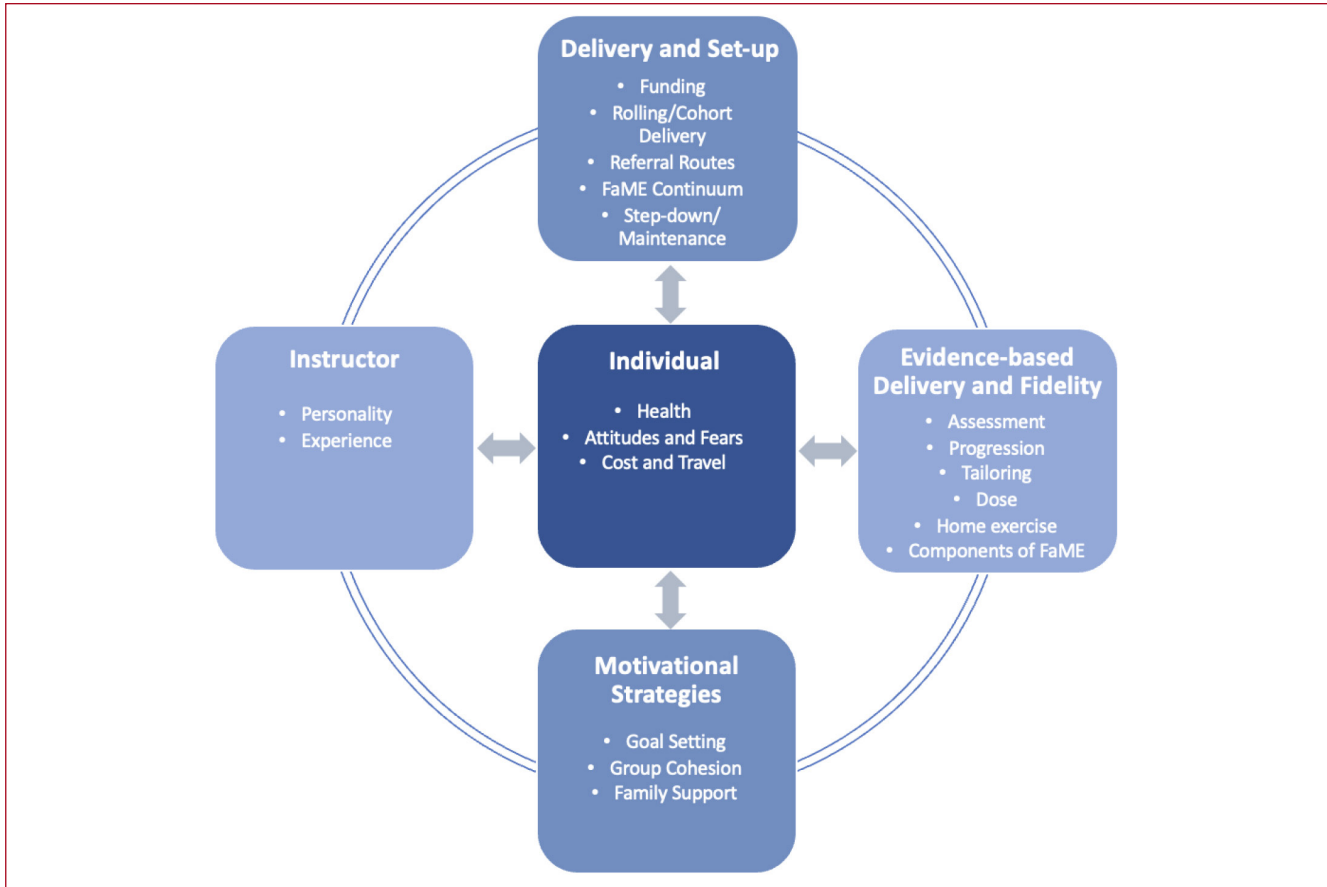 Delivery and Set-up
• Funding
• Rolling/Cohort
Delivery
• Referral Routes
• FaME Continuum
• Step-down/
Maintenance
Instructor
• Personality
• Experience
Individual
• Health
• Attitudes and Fears
• Cost and Travel
Evidence-based
Delivery and Fidelity
• Assessment
• Progression
• Tailoring
• Dose
• Home exercise
• Components of FaME
Motivational
Strategies
• Goal Setting
• Group Cohesion
• Family Support